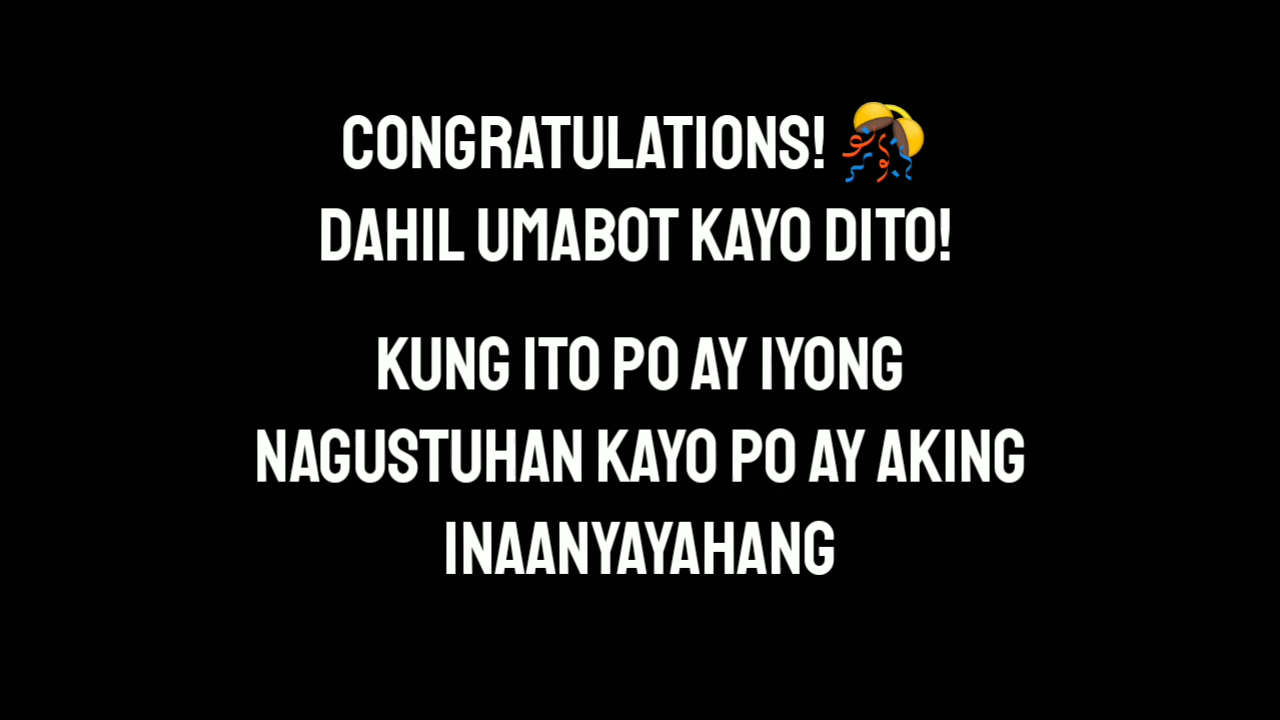 CONGRATULATIONS! 🎊
DAHIL UMABOT KAYO DITO!
KUNG ITO PO AY IYONG
NAGUSTUHAN KAYO PO AY AKING
INAANYAYAHANG